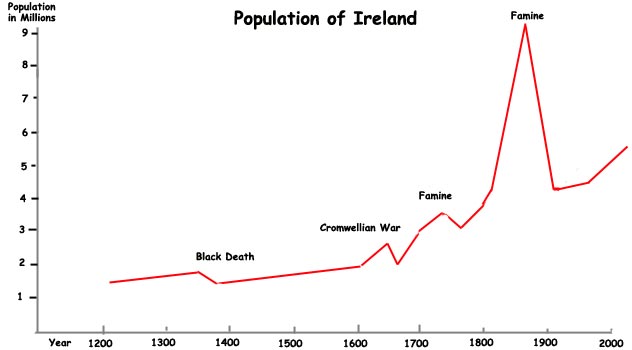 Population
in Millions
Population of Ireland
Famine
9
8
7
6
5
4
3
2
1
Famine
Cromwellian War
Black Death
Year 1200 1300 1400 1500 1600 1700 1800 1900 2000